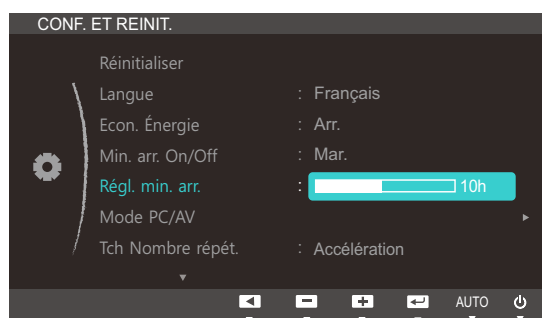 CONF. ET REINIT.
Réinitialiser
Langue : Français
Econ. Énergie : Arr.
Min. arr. On/Off : Mar.
Régl. min. arr. : 10h
Mode PC/AV
Tch Nombre répét. : Accélération
AUTO